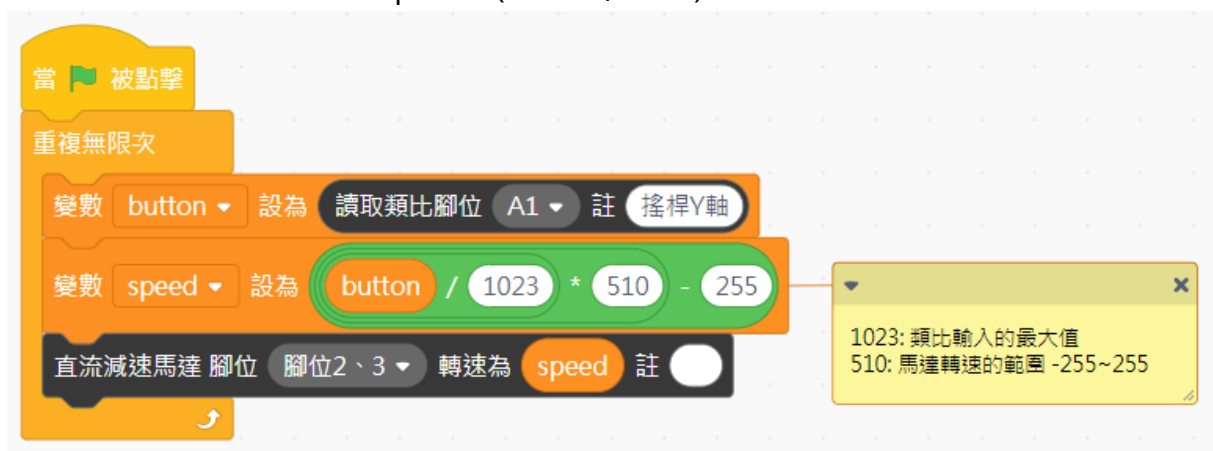 當 被點擊
重複無限次
變數 button 設為 讀取類比腳位 A1 註 搖桿Y軸
變數 speed 設為 button / 1023 * 510 - 255
1023: 類比輸入的最大值
510: 馬達轉速的範圍 -255~255
直流減速馬達 腳位 腳位2、3 轉速為 speed 註